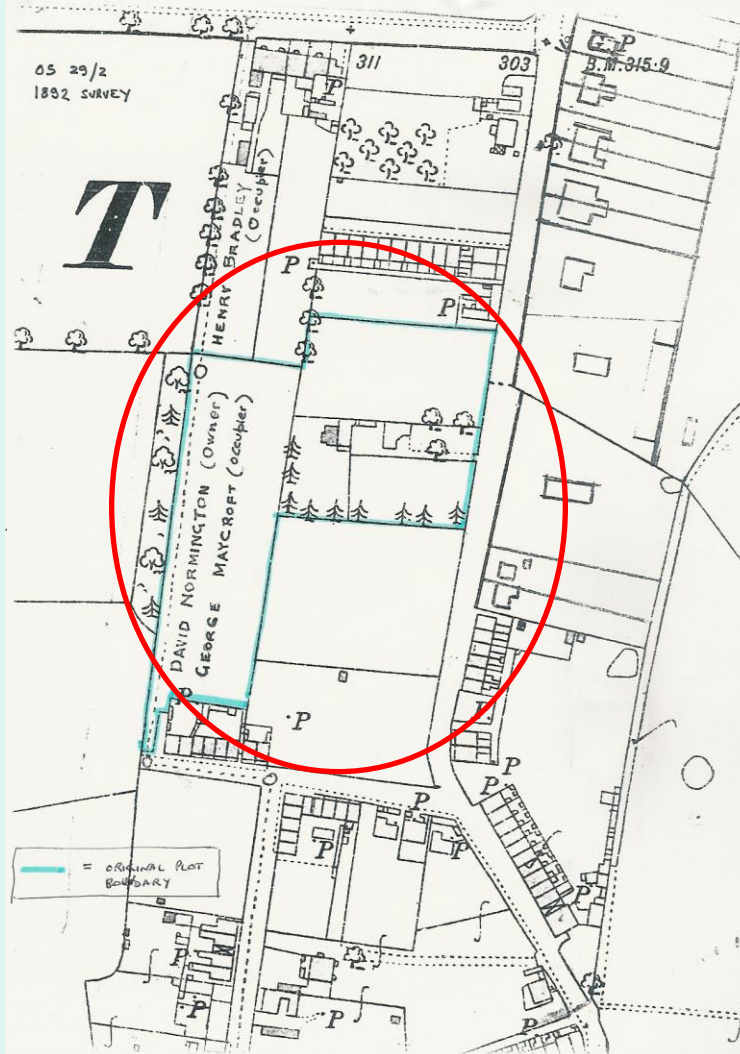 OS 29/2
1892 SURVEY
311
303
G. P
B.M. 315·9
P
T
HENRY BRADLEY
(Occupier)
P
P
DAVID NORMINGTON (Owner)
GEORGE MAYCROFT (Occupier)
P
P
P
P
P
P
P
P
P
= ORIGINAL PLOT
BOUNDARY
P
P
P
P
P